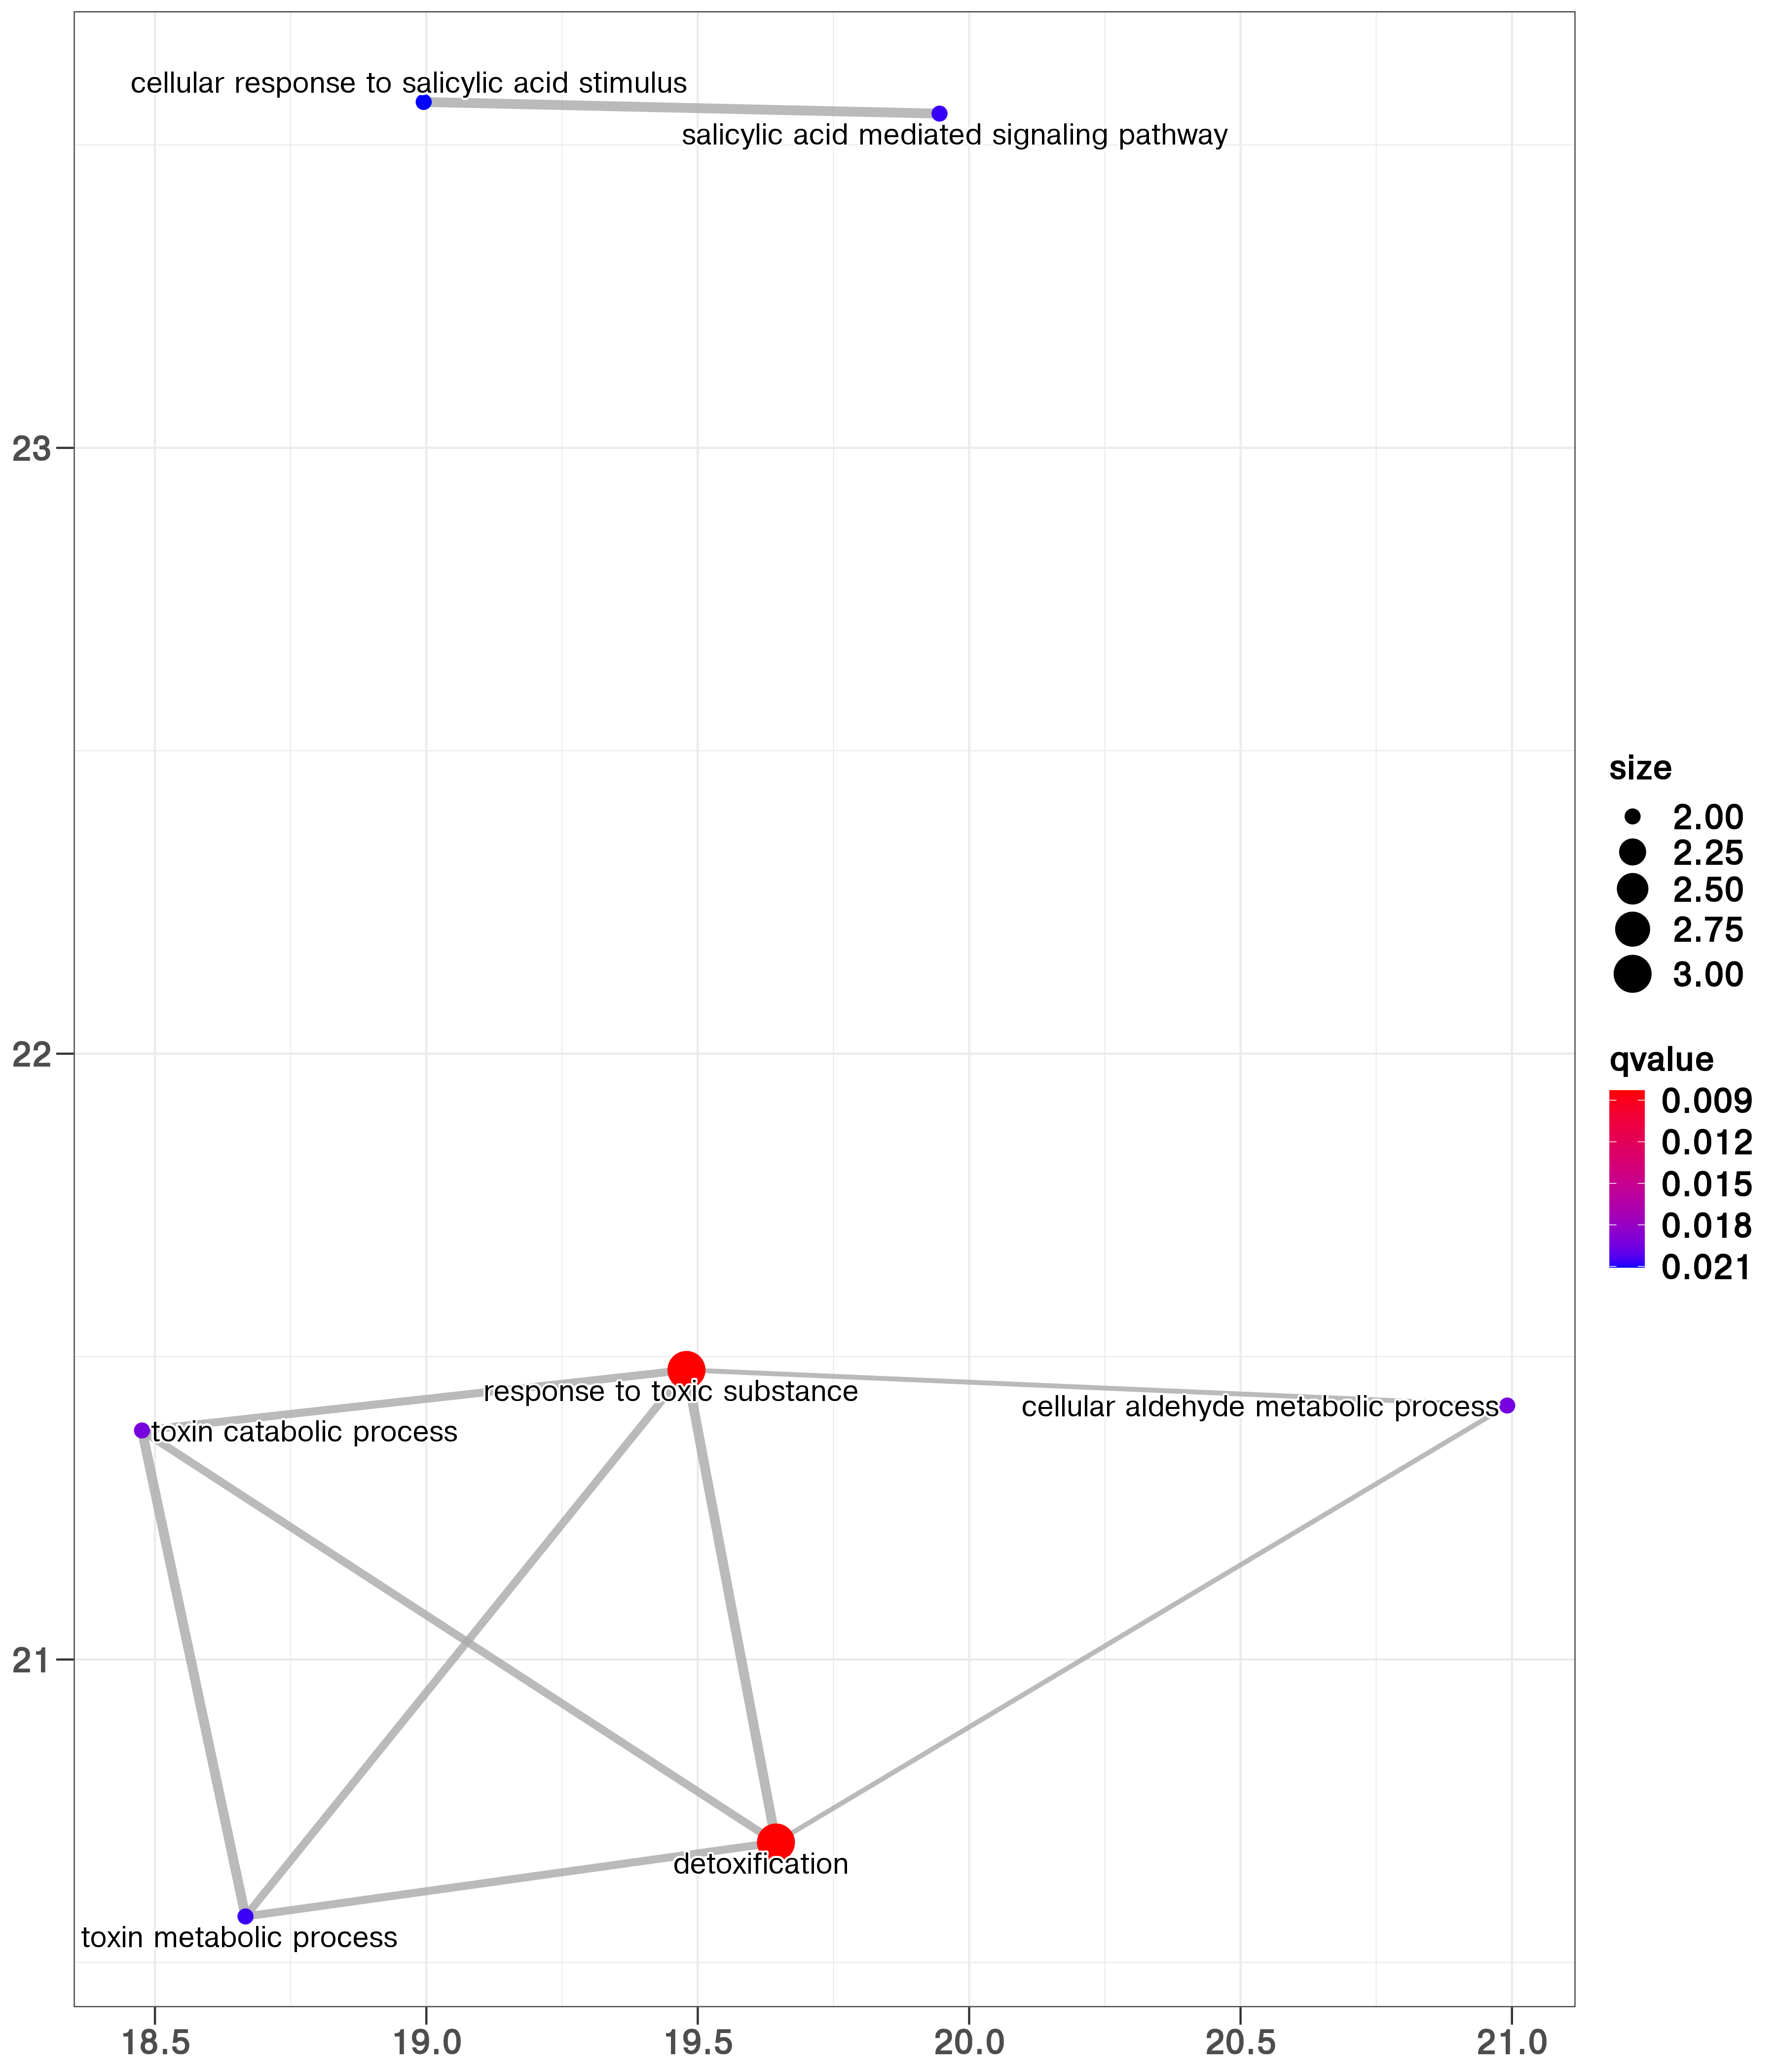 cellular response to salicylic acid stimulus
salicylic acid mediated signaling pathway
response to toxic substance
cellular aldehyde metabolic process
toxin catabolic process
detoxification
toxin metabolic process
23
22
21
18.5
19.0
19.5
20.0
20.5
21.0
size
2.00
2.25
2.50
2.75
3.00
qvalue
0.009
0.012
0.015
0.018
0.021